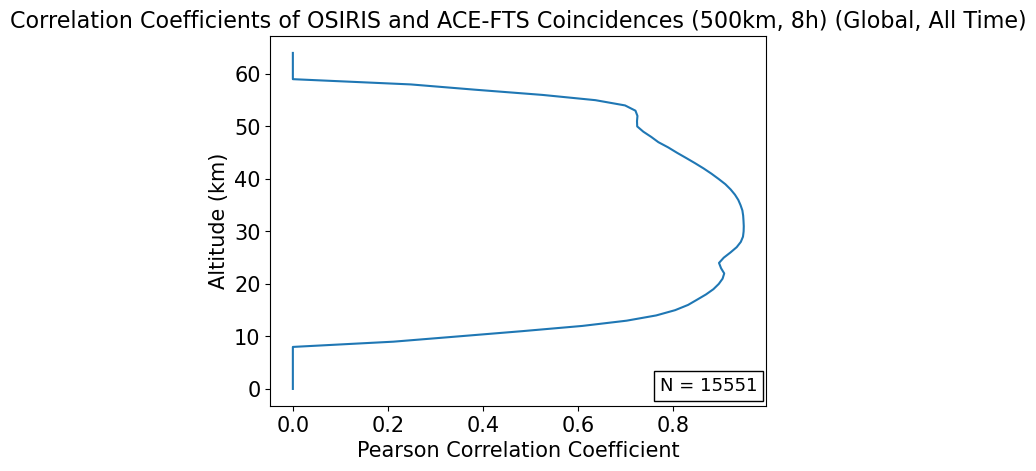 Correlation Coefficients of OSIRIS and ACE-FTS Coincidences (500km, 8h) (Global, All Time)
60
50
40
30
20
10
0
Altitude (km)
N = 15551
0.0 0.2 0.4 0.6 0.8
Pearson Correlation Coefficient